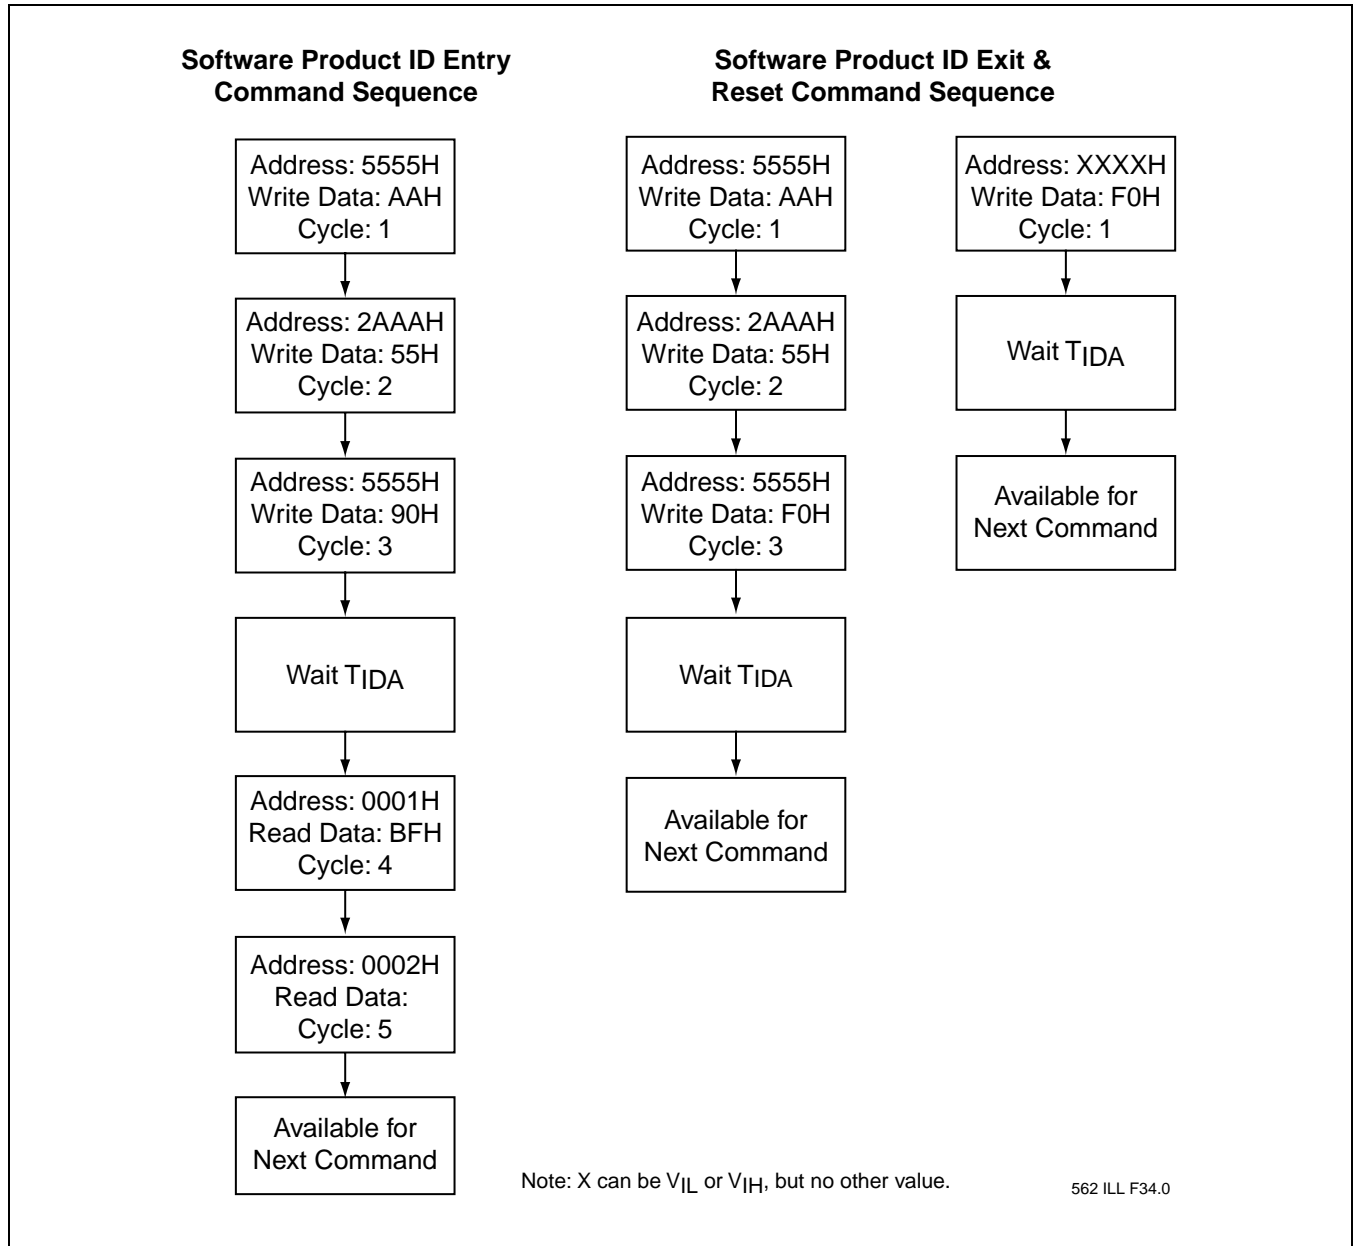 Software Product ID Entry
Command Sequence
Address: 5555H
Write Data: AAH
Cycle: 1
Address: 2AAAH
Write Data: 55H
Cycle: 2
Address: 5555H
Write Data: 90H
Cycle: 3
Wait TIDA
Address: 0001H
Read Data: BFH
Cycle: 4
Address: 0002H
Read Data:
Cycle: 5
Available for
Next Command
Software Product ID Exit &
Reset Command Sequence
Address: 5555H
Write Data: AAH
Cycle: 1
Address: 2AAAH
Write Data: 55H
Cycle: 2
Address: 5555H
Write Data: F0H
Cycle: 3
Wait TIDA
Available for
Next Command
Address: XXXXH
Write Data: F0H
Cycle: 1
Wait TIDA
Available for
Next Command
Note: X can be VIL or VIH, but no other value.
562 ILL F34.0